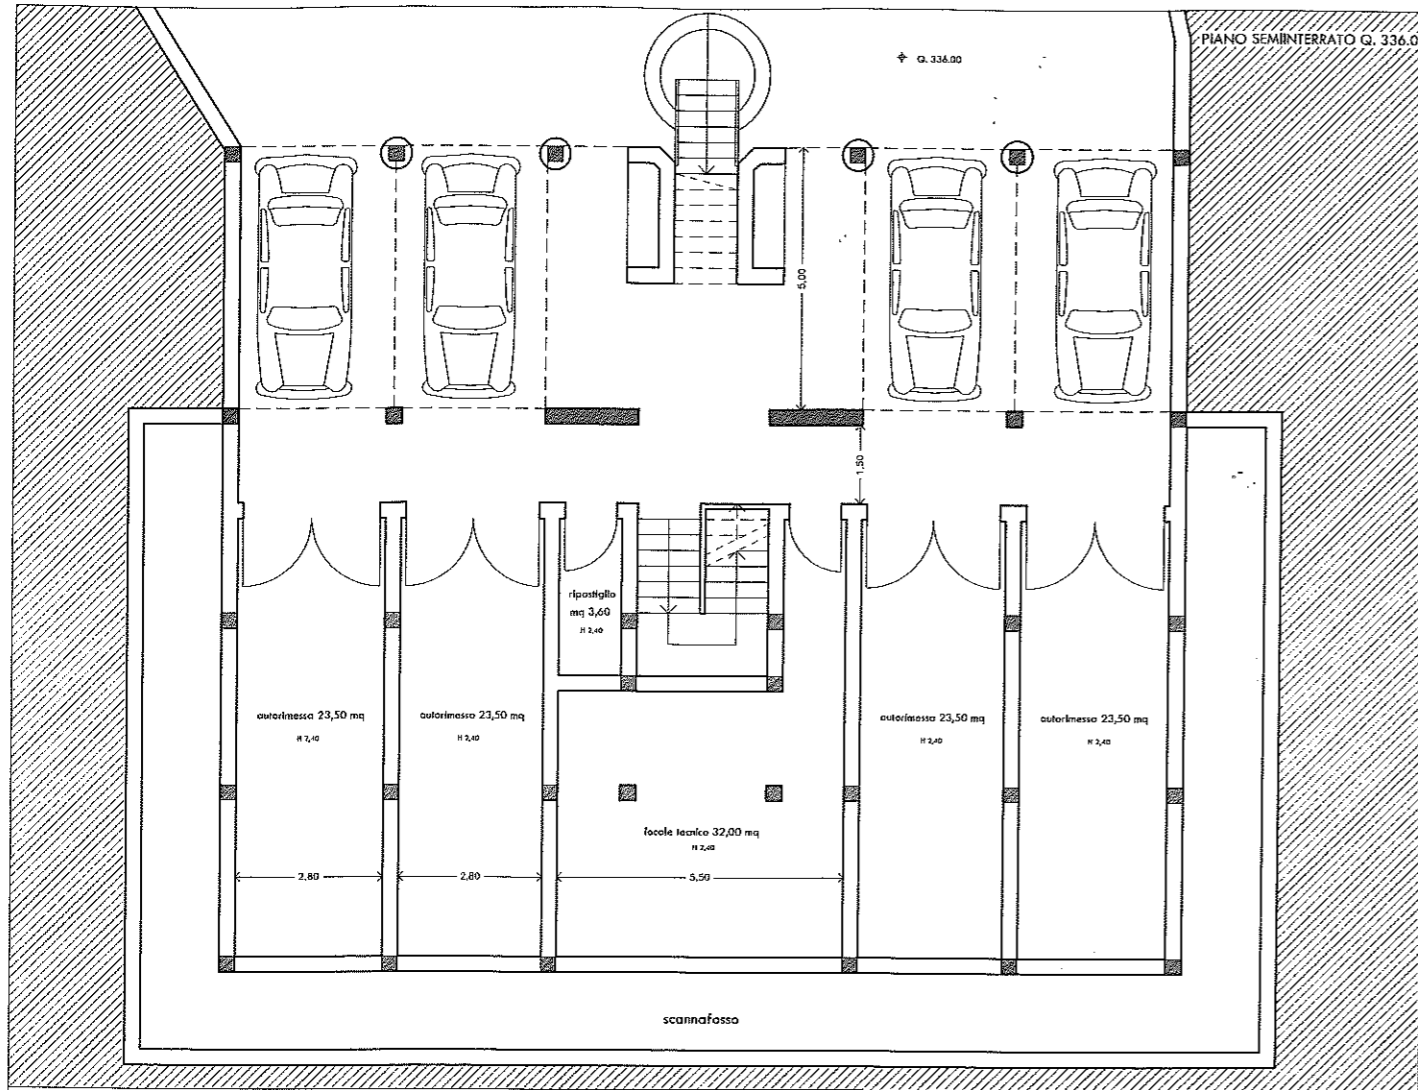 PIANO SEMIINTERRATO Q. 336.0
Q. 336.00
5,00
1,50
ripostiglio
mq 3,60
H 2,40
autorimessa 23,50 mq
H 2,40
autorimessa 23,50 mq
H 2,40
autorimessa 23,50 mq
H 2,40
autorimessa 23,50 mq
H 2,40
locale tecnico 32,00 mq
H 2,40
2,80
2,80
5,50
scannafosso